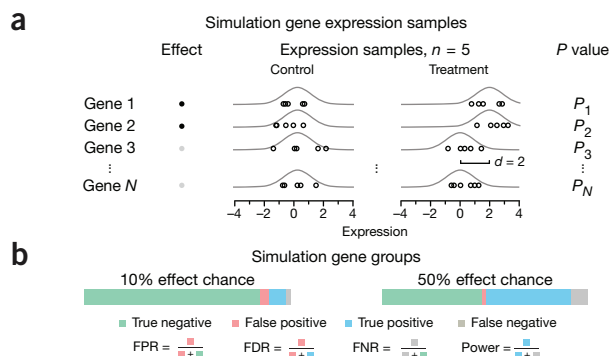 a
Simulation gene expression samples
Effect
Expression samples, n = 5
P value
Control
Treatment
Gene 1
P1
Gene 2
P2
Gene 3
P3
d = 2
⋮
⋮
⋮
Gene N
PN
−4 −2 0 2 4
−4 −2 0 2 4
Expression
b
Simulation gene groups
10% effect chance
50% effect chance
True negative
False positive
True positive
False negative
FPR = + 
FDR = + 
FNR = + 
Power = +